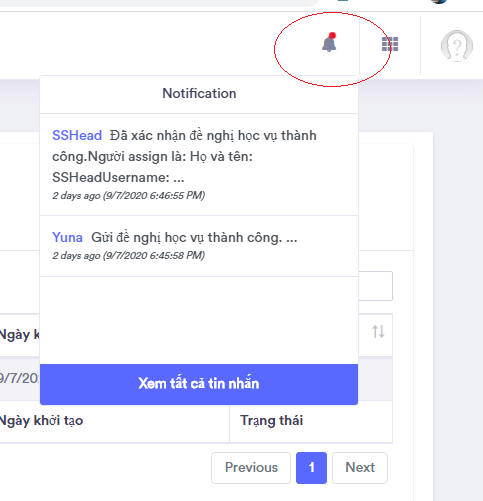 Notification
SSHead Đã xác nhận đề nghị học vụ thành
công.Người assign là: Họ và tên:
SSHeadUsername: ...
2 days ago (9/7/2020 6:46:55 PM)
Yuna Gửi đề nghị học vụ thành công. ...
2 days ago (9/7/2020 6:45:58 PM)
Ngày k
9/7/20
Xem tất cả tin nhắn
Ngày khởi tạo Trạng thái
Previous 1 Next